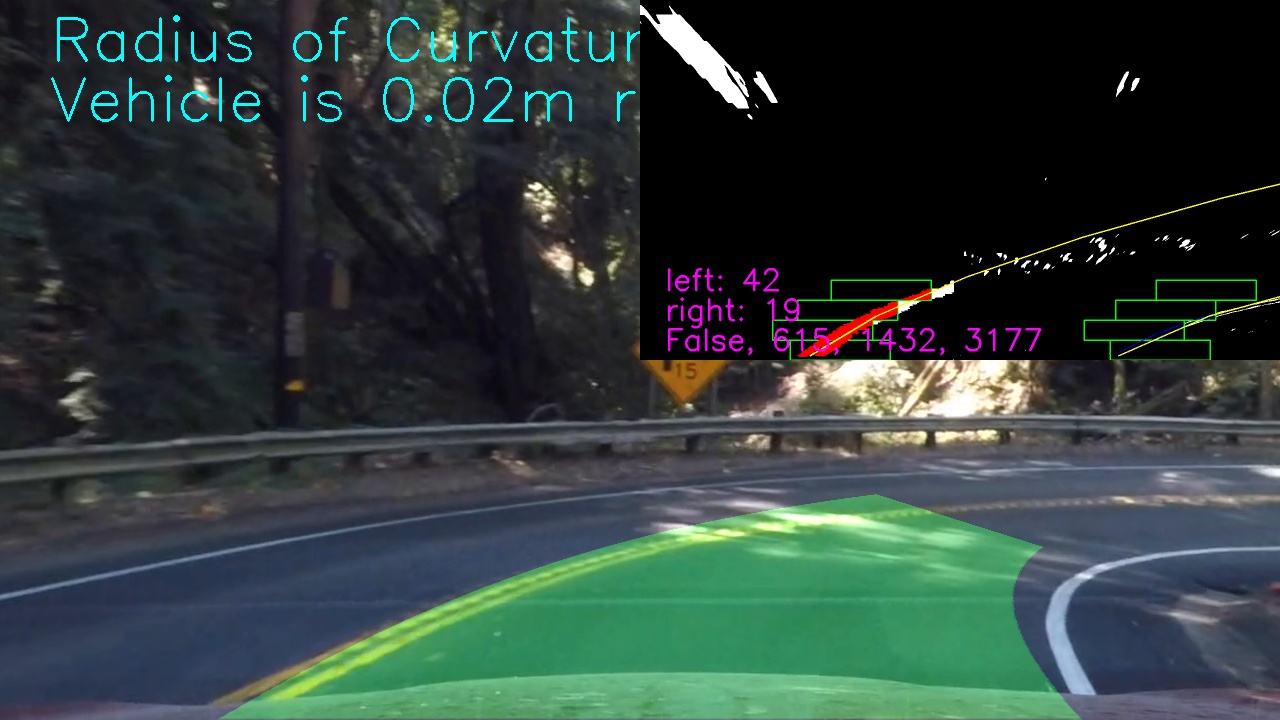 Radius of Curvatur
Vehicle is 0.02m r
left: 42
right: 19
False, 615, 1432, 3177
15